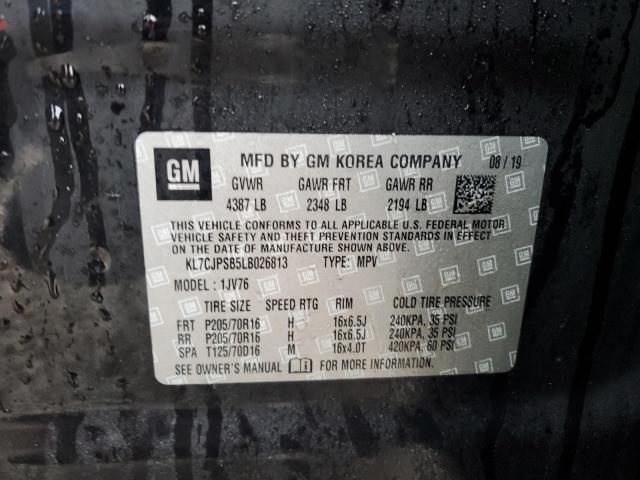 GM
MFD BY GM KOREA COMPANY 08/19
GVWR GAWR FRT GAWR RR
4387 LB 2348 LB 2194 LB
THIS VEHICLE CONFORMS TO ALL APPLICABLE U.S. FEDERAL MOTOR
VEHICLE SAFETY, BUMPER, AND THEFT PREVENTION STANDARDS IN
EFFECT ON THE DATE OF MANUFACTURE SHOWN ABOVE.
KL7CJPSB5LB026813 TYPE: MPV
MODEL: 1JV76
TIRE SIZE SPEED RTG RIM COLD TIRE PRESSURE
FRT P205/70R16 H 16x6.5J 240KPA, 35 PSI
RR P205/70R16 H 16x6.5J 240KPA, 35 PSI
SPA T125/70D16 M 16x4.0T 420KPA, 60 PSI
SEE OWNER'S MANUAL